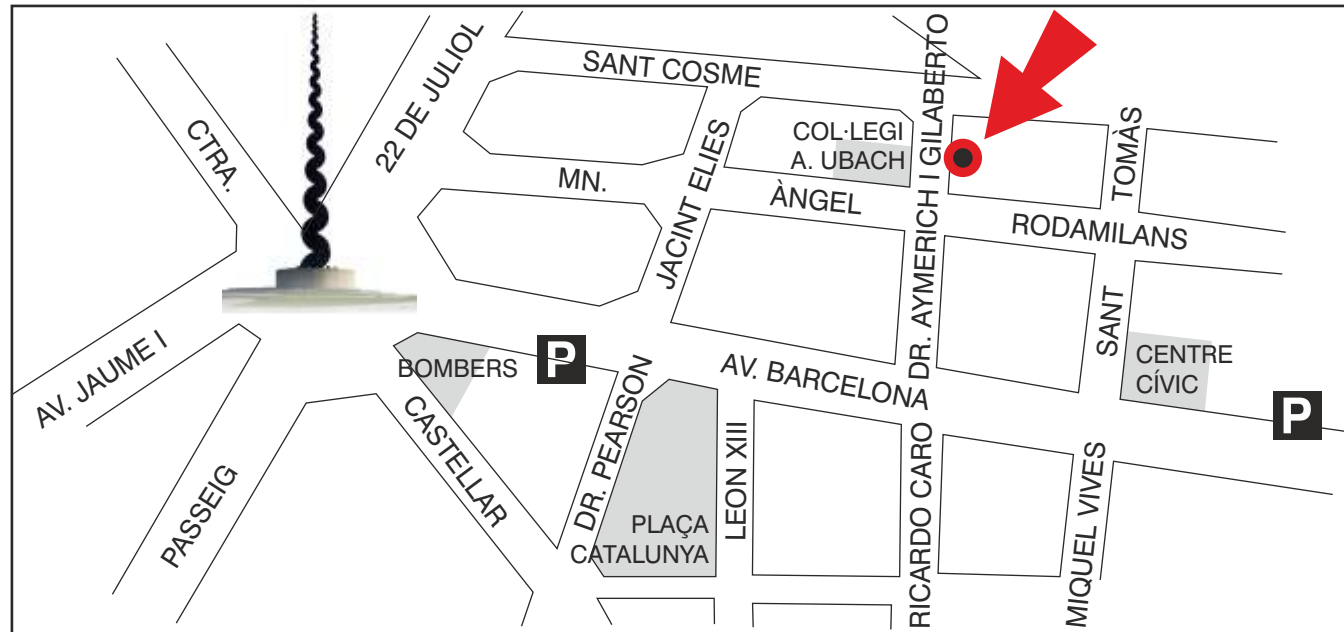 SANT COSME
22 DE JULIOL
CTRA.
COL·LEGI
A. UBACH
DR. AYMERICH I GILABERTO
TOMÀS
MN.
JACINT ELIES
ÀNGEL
RODAMILANS
SANT
AV. JAUME I
BOMBERS
P
AV. BARCELONA
CENTRE
CÍVIC
P
CASTELLAR
DR. PEARSON
LEON XIII
RICARDO CARO
MIQUEL VIVES
PASSEIG
PLAÇA
CATALUNYA